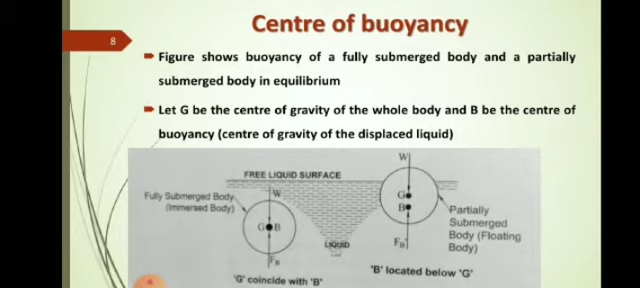 Centre of buoyancy
8
Figure shows buoyancy of a fully submerged body and a partially
submerged body in equilibrium
Let G be the centre of gravity of the whole body and B be the centre of
buoyancy (centre of gravity of the displaced liquid)
FREE LIQUID SURFACE
W
Fully Submerged Body
(Immersed Body)
W
G B
G
B
LIQUID
FB
FB
Partially
Submerged
Body (Floating
Body)
'G' coincide with 'B'
'B' located below 'G'